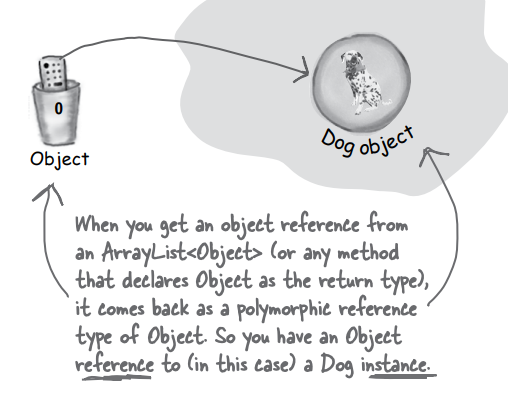 o
Object
Dog object
When you get an object reference from
an ArrayList<Object> (or any method
that declares Object as the return type),
it comes back as a polymorphic reference
type of Object. So you have an Object
reference to (in this case) a Dog instance.